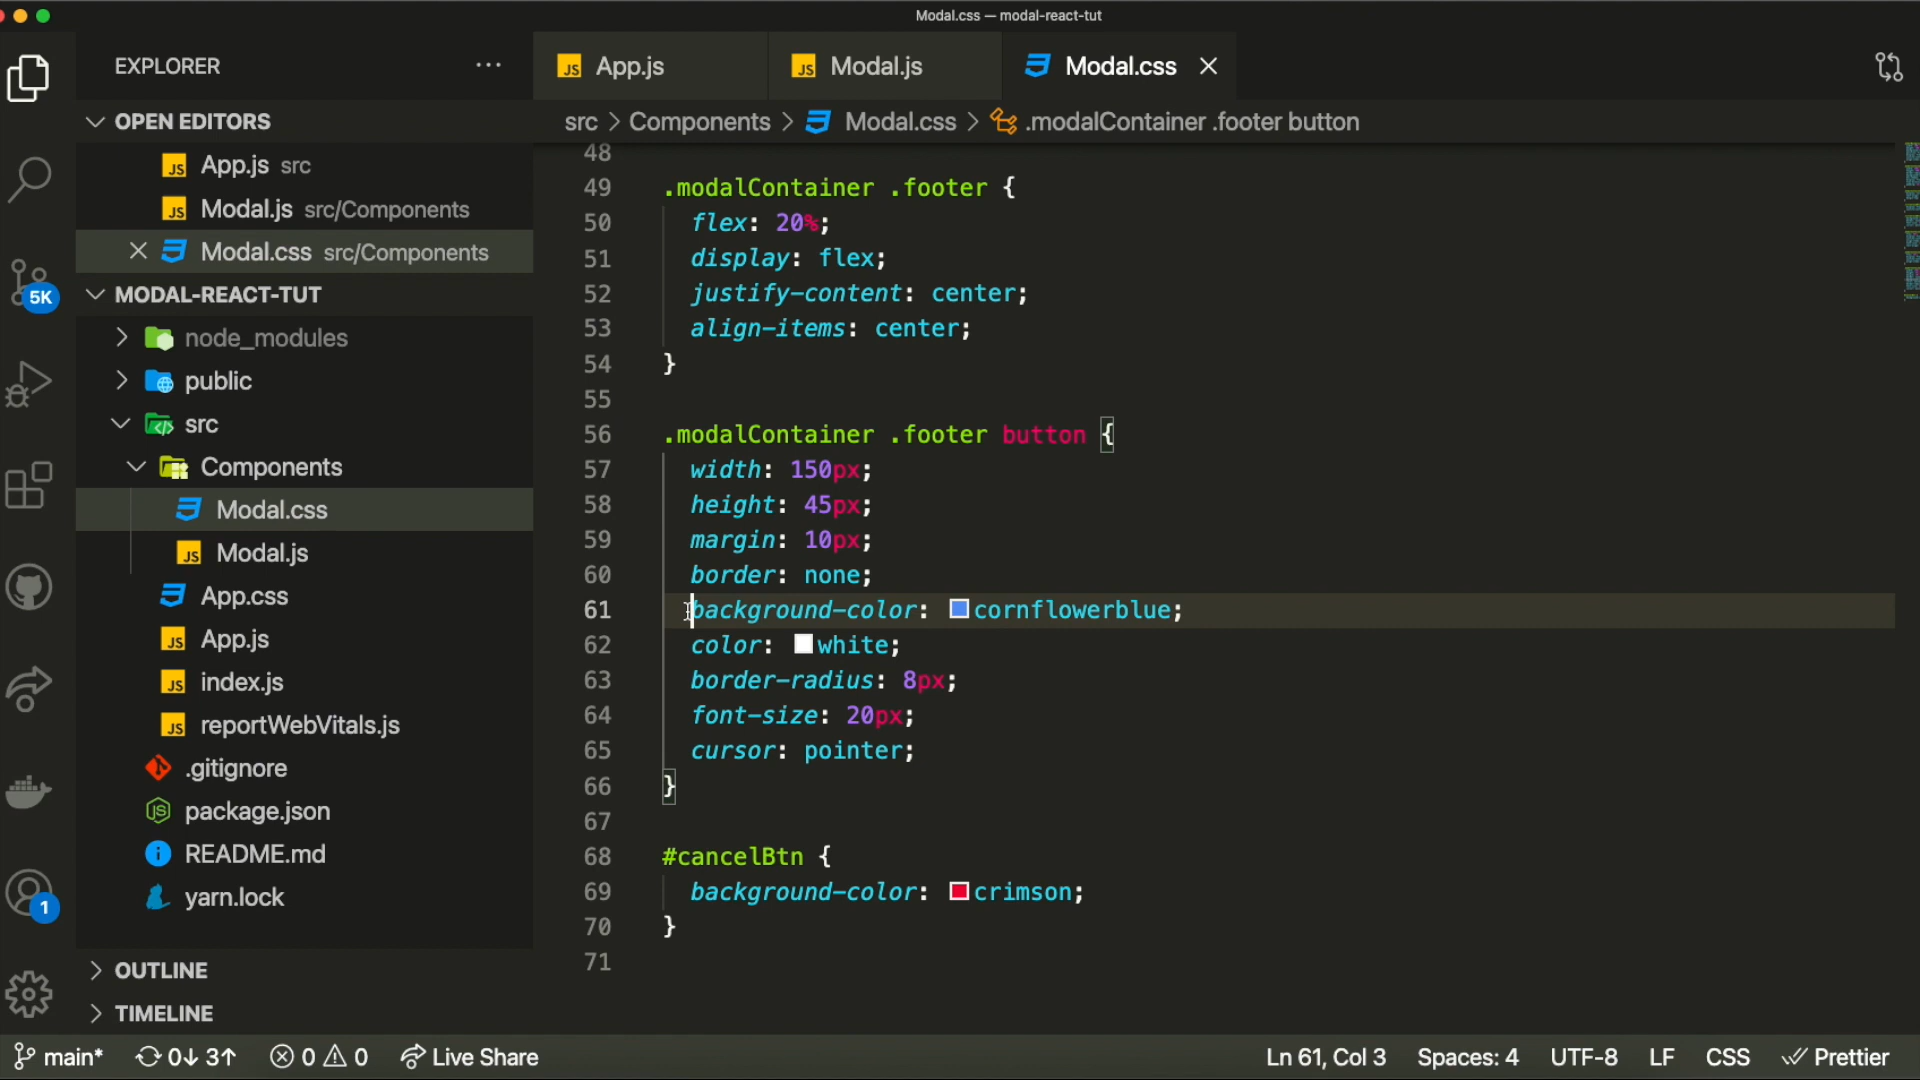 Modal.css — modal-react-tut
EXPLORER
App.js
Modal.js
Modal.css
OPEN EDITORS
src > Components > Modal.css > .modalContainer .footer button
App.js src
Modal.js src/Components
Modal.css src/Components
MODAL-REACT-TUT
node_modules
public
src
Components
Modal.css
Modal.js
App.css
App.js
index.js
reportWebVitals.js
.gitignore
package.json
README.md
yarn.lock
OUTLINE
TIMELINE
5K
1
48
49 .modalContainer .footer {
50 flex: 20%;
51 display: flex;
52 justify-content: center;
53 align-items: center;
54 }
55
56 .modalContainer .footer button {
57 width: 150px;
58 height: 45px;
59 margin: 10px;
60 border: none;
61 background-color: cornflowerblue;
62 color: white;
63 border-radius: 8px;
64 font-size: 20px;
65 cursor: pointer;
66 }
67
68 #cancelBtn {
69 background-color: crimson;
70 }
71
main* 0↓ 3↑ 0 0 Live Share Ln 61, Col 3 Spaces: 4 UTF-8 LF CSS Prettier